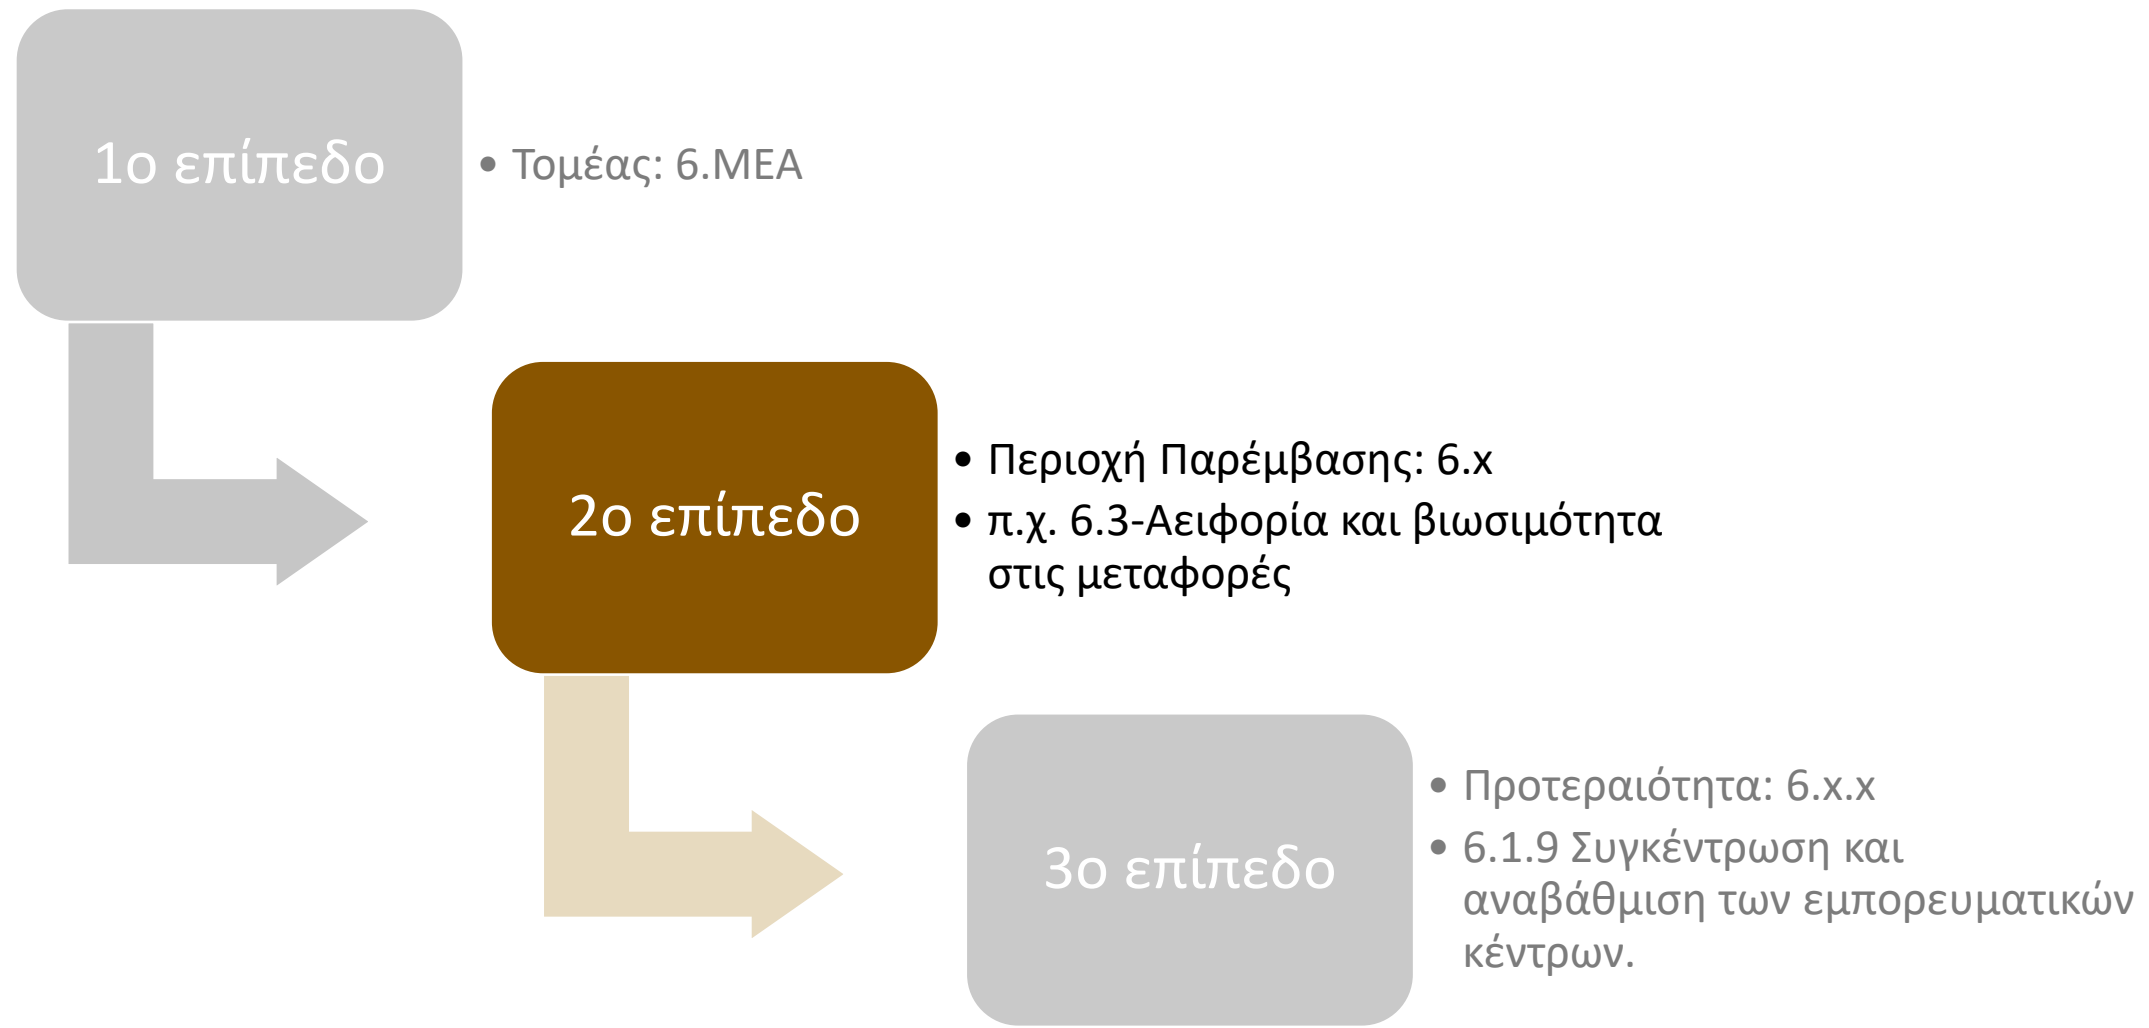 1ο επίπεδο
• Τομέας: 6.ΜΕΑ
2ο επίπεδο
• Περιοχή Παρέμβασης: 6.x
• π.χ. 6.3-Αειφορία και βιωσιμότητα
στις μεταφορές
3ο επίπεδο
• Προτεραιότητα: 6.x.x
• 6.1.9 Συγκέντρωση και
αναβάθμιση των εμπορευματικών
κέντρων.